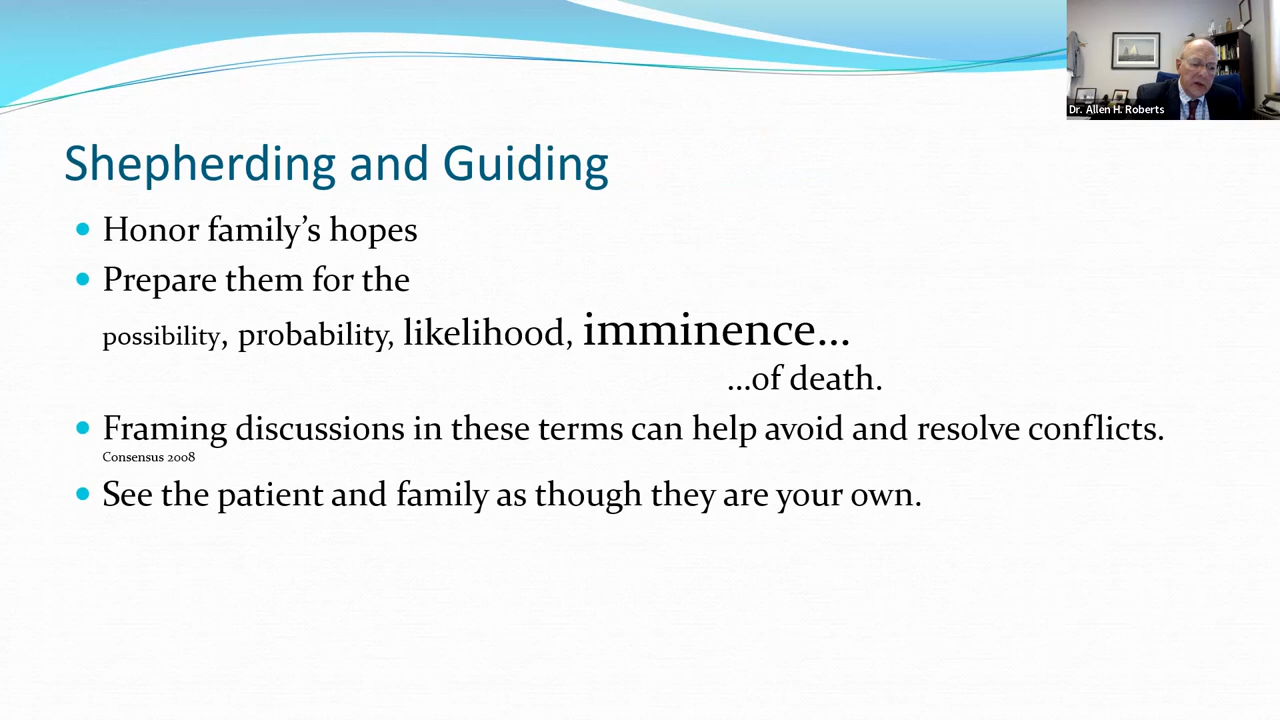 Dr. Allen H. Roberts
Shepherding and Guiding
• Honor family’s hopes
• Prepare them for the
possibility, probability, likelihood, imminence…
…of death.
• Framing discussions in these terms can help avoid and resolve conflicts.
Consensus 2008
• See the patient and family as though they are your own.